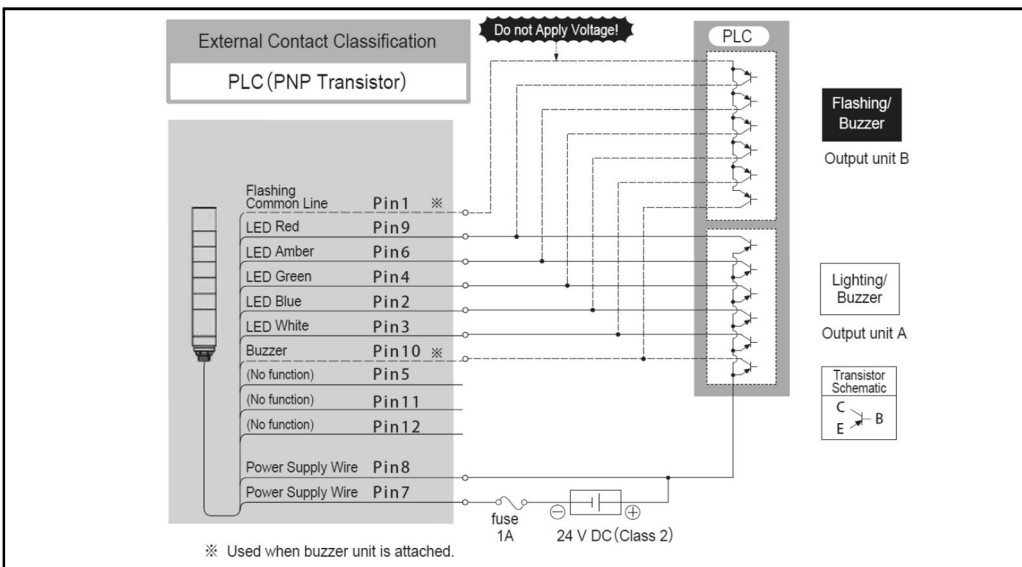 External Contact Classification
PLC (PNP Transistor)
Do not Apply Voltage!
PLC
Flashing/
Buzzer
Output unit B
Flashing
Common Line Pin1 ※
LED Red Pin9
LED Amber Pin6
LED Green Pin4
LED Blue Pin2
LED White Pin3
Buzzer Pin10 ※
(No function) Pin5
(No function) Pin11
(No function) Pin12
Power Supply Wire Pin8
Power Supply Wire Pin7
Lighting/
Buzzer
Output unit A
Transistor
Schematic
C
B
E
fuse
1A
⊖ ⊕
24 V DC (Class 2)
※ Used when buzzer unit is attached.